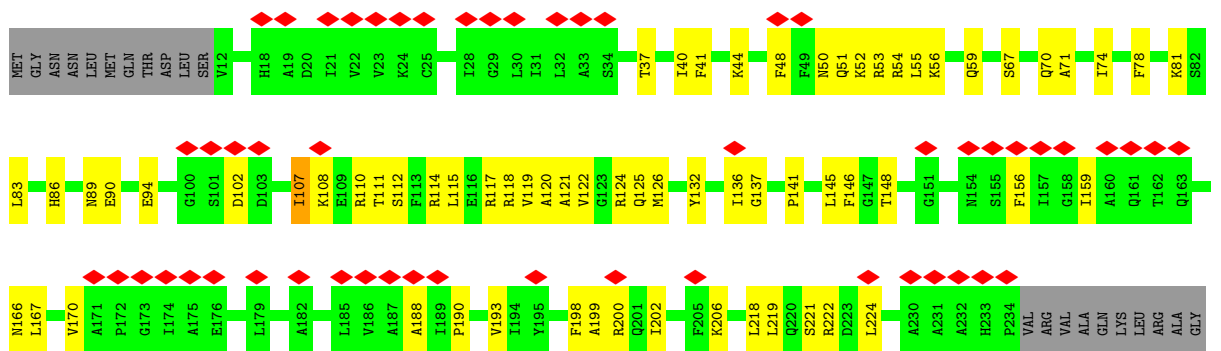 MET GLY ASN ASN LEU MET GLN THR ASP LEU SER V12 H18 A19 D20 I21 V22 V23 K24 C25 I28 G29 L30 I31 L32 A33 S34 T37 I40 F41 K44 F48 F49 N50 Q51 K52 R53 R54 L55 K56 Q59 S67 Q70 A71 I74 F78 K81 S82
L83 H86 N89 E90 E94 G100 S101 D102 D103 I107 K108 E109 R110 T111 S112 F113 R114 L115 E116 R117 R118 V119 A120 A121 V122 G123 R124 Q125 M126 Y132 I136 G137 P141 L145 F146 G147 T148 G151 N154 S155 F156 I157 G158 I159 A160 Q161 T162 Q163
N166 L167 V170 A171 P172 G173 I174 A175 E176 L179 A182 L185 V186 A187 A188 I189 P190 V193 I194 Y195 F198 A199 R200 Q201 I202 F205 K206 L218 L219 Q220 S221 R222 D223 L224 A230 A231 A232 H233 P234 VAL ARG VAL ALA GLN LYS LEU ARG ALA GLY